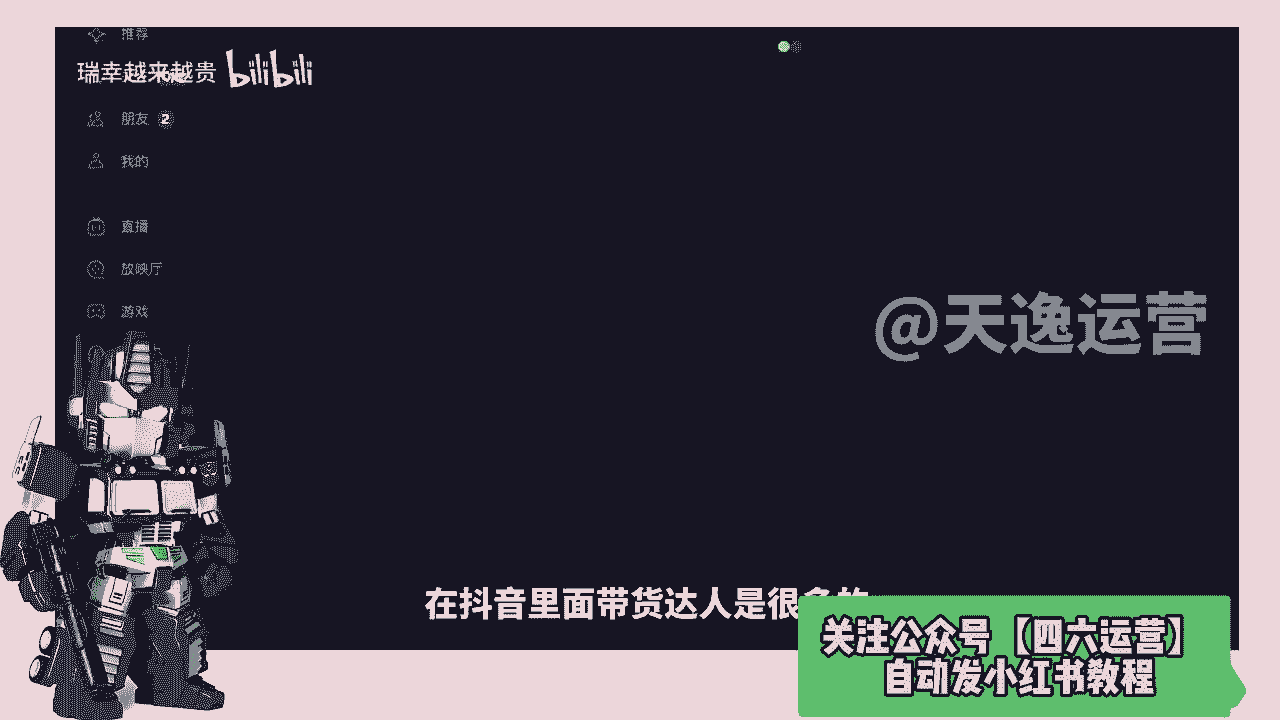 推荐
瑞幸越来越贵 bilibili
朋友 2
我的
直播
放映厅
游戏
@天逸运营
在抖音里面带货达人是很多的
关注公众号【四六运营】
自动发小红书教程